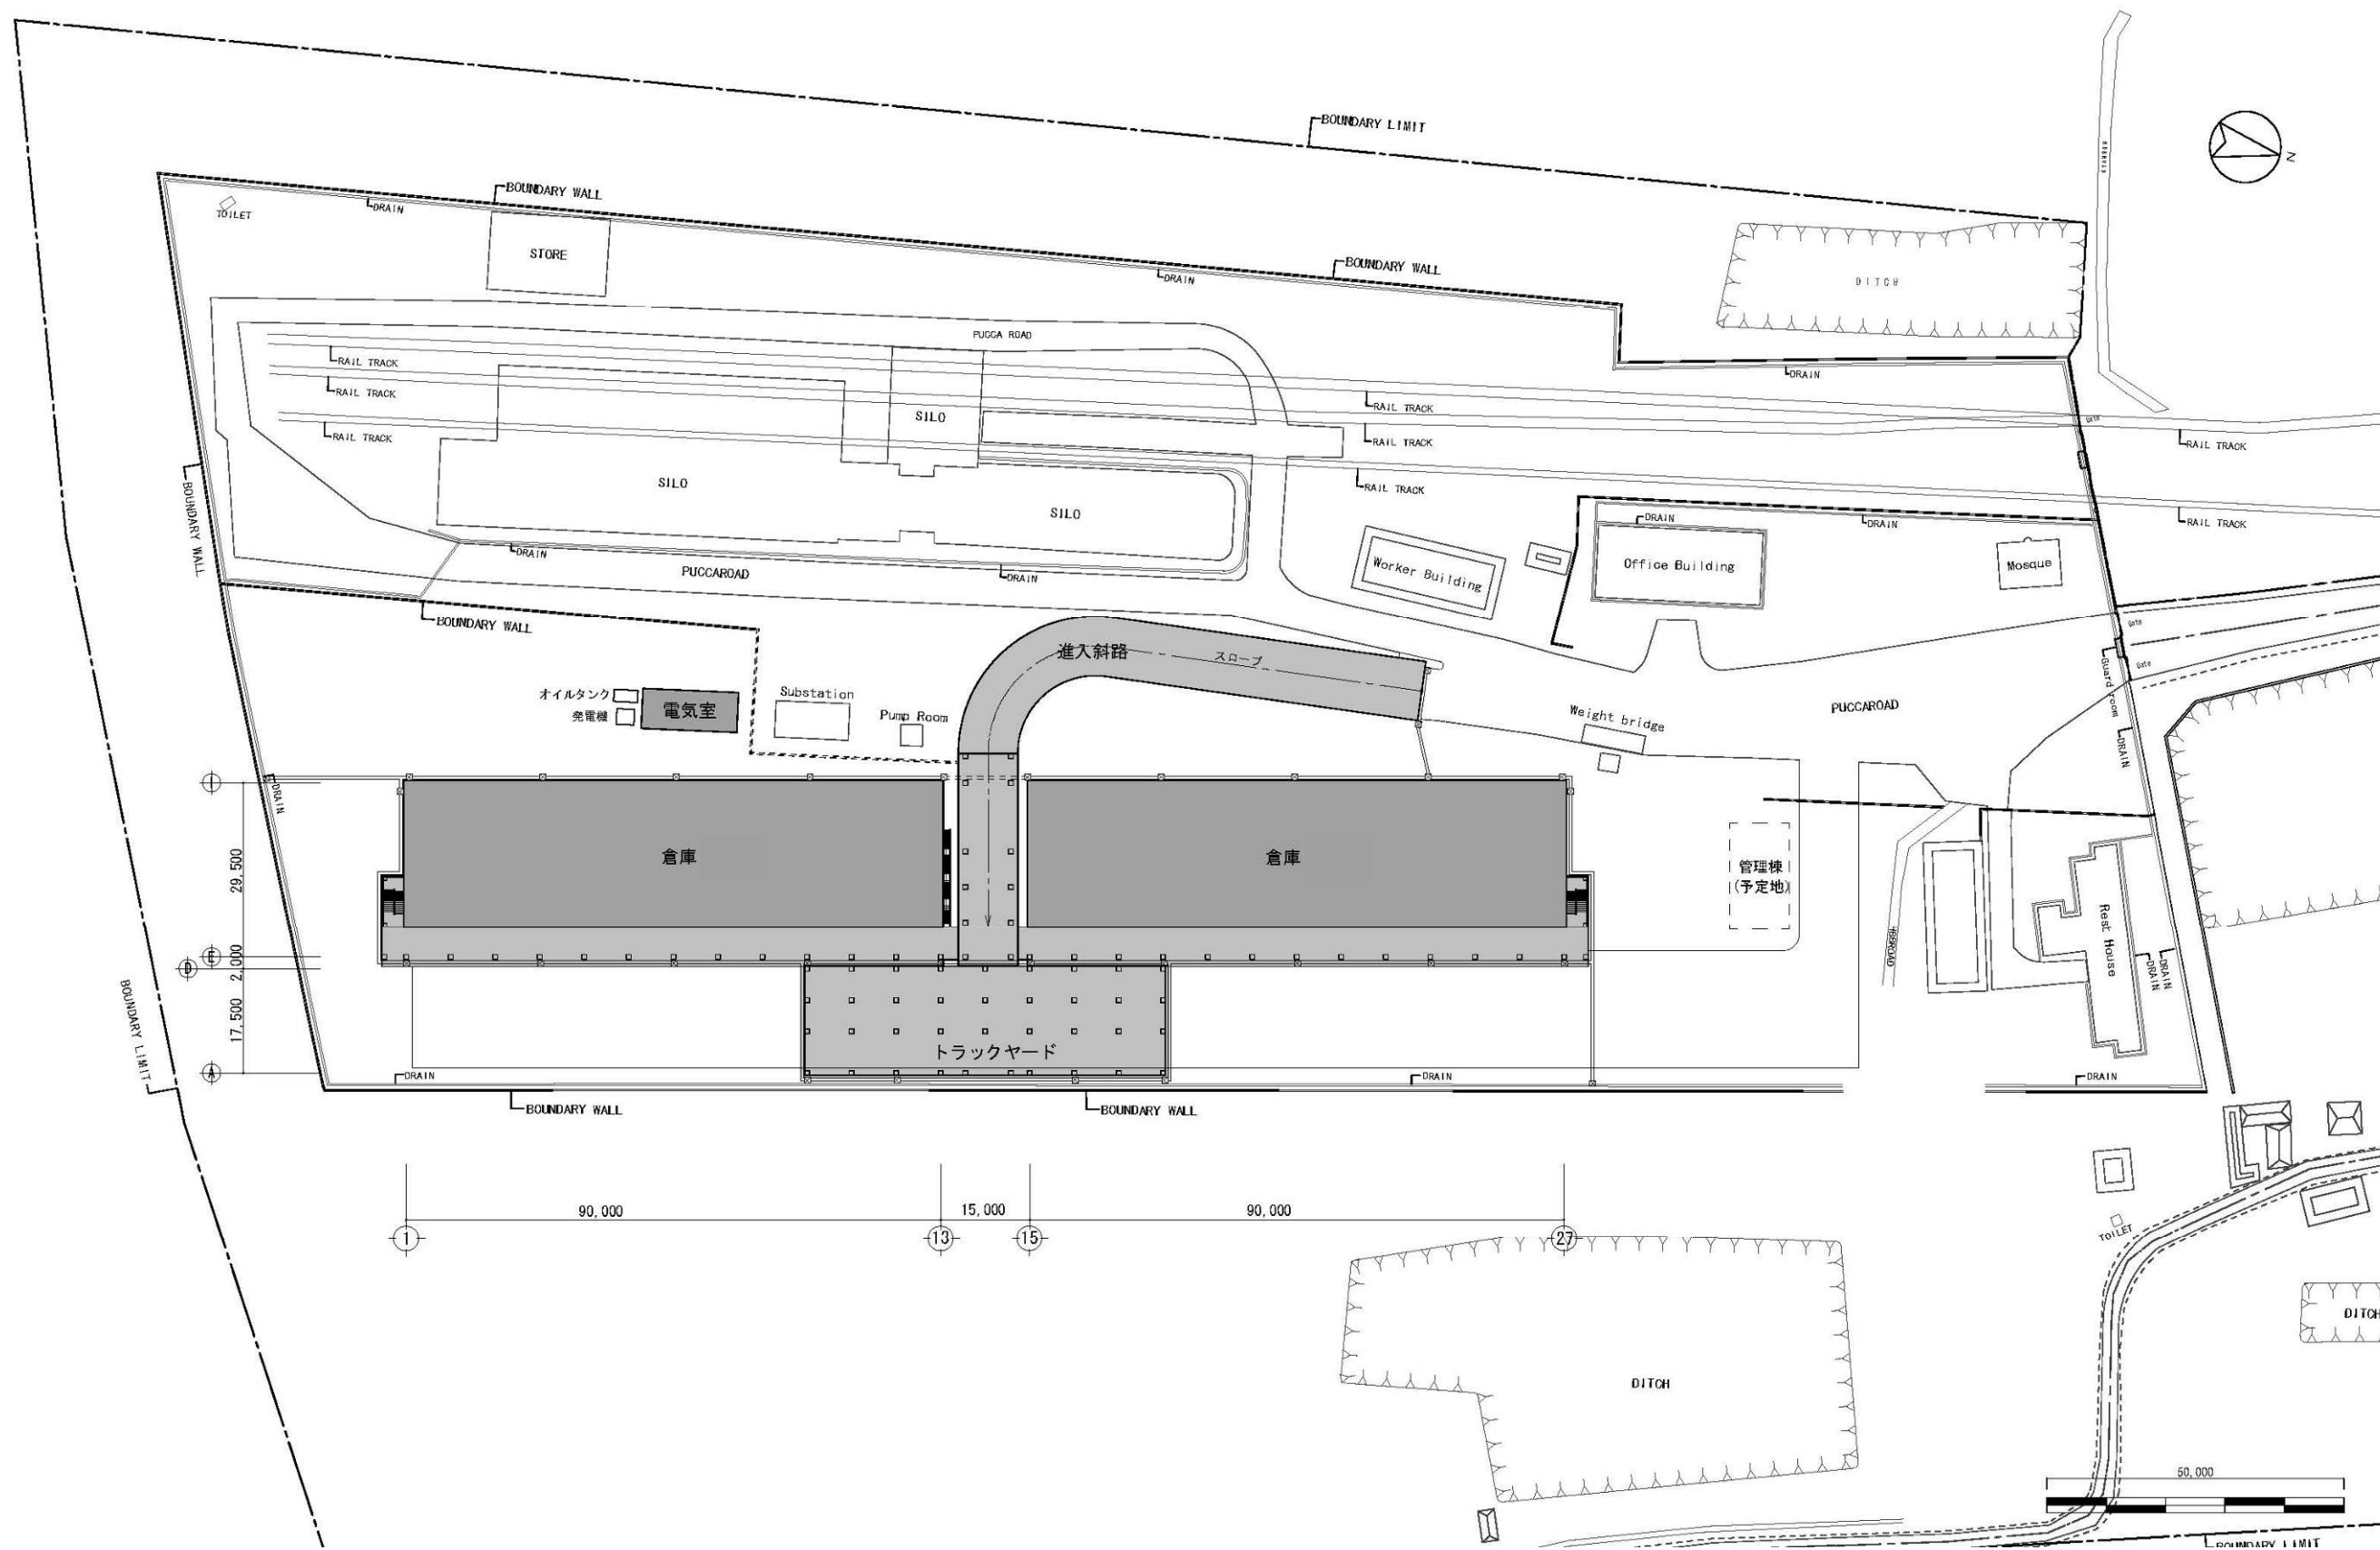 BOUNDARY LIMIT
N
BOUNDARY WALL
TOILET
DRAIN
STORE
BOUNDARY WALL
DRAIN
DITCH
PUCCA ROAD
RAIL TRACK
RAIL TRACK
RAIL TRACK
DRAIN
SILO
RAIL TRACK
RAIL TRACK
RAIL TRACK
Gate
RAIL TRACK
RAIL TRACK
SILO
SILO
BOUNDARY WALL
DRAIN
DRAIN
DRAIN
PUCCAROAD
DRAIN
Worker Building
Office Building
Mosque
BOUNDARY WALL
Gate
Gate
Guard room
進入斜路
スロープ
オイルタンク
発電機
電気室
Substation
Pump Room
Weight bridge
PUCCAROAD
DRAIN
DRAIN
I
29,500
倉庫
倉庫
管理棟
(予定地)
Rest House
DRAIN
DRAIN
E
D
2,000
17,500
A
トラックヤード
BOUNDARY LIMIT
DRAIN
DRAIN
DRAIN
BOUNDARY WALL
BOUNDARY WALL
90,000
15,000
90,000
1
13
15
27
TOILET
DITCH
DITCH
50,000
BOUNDARY LIMIT